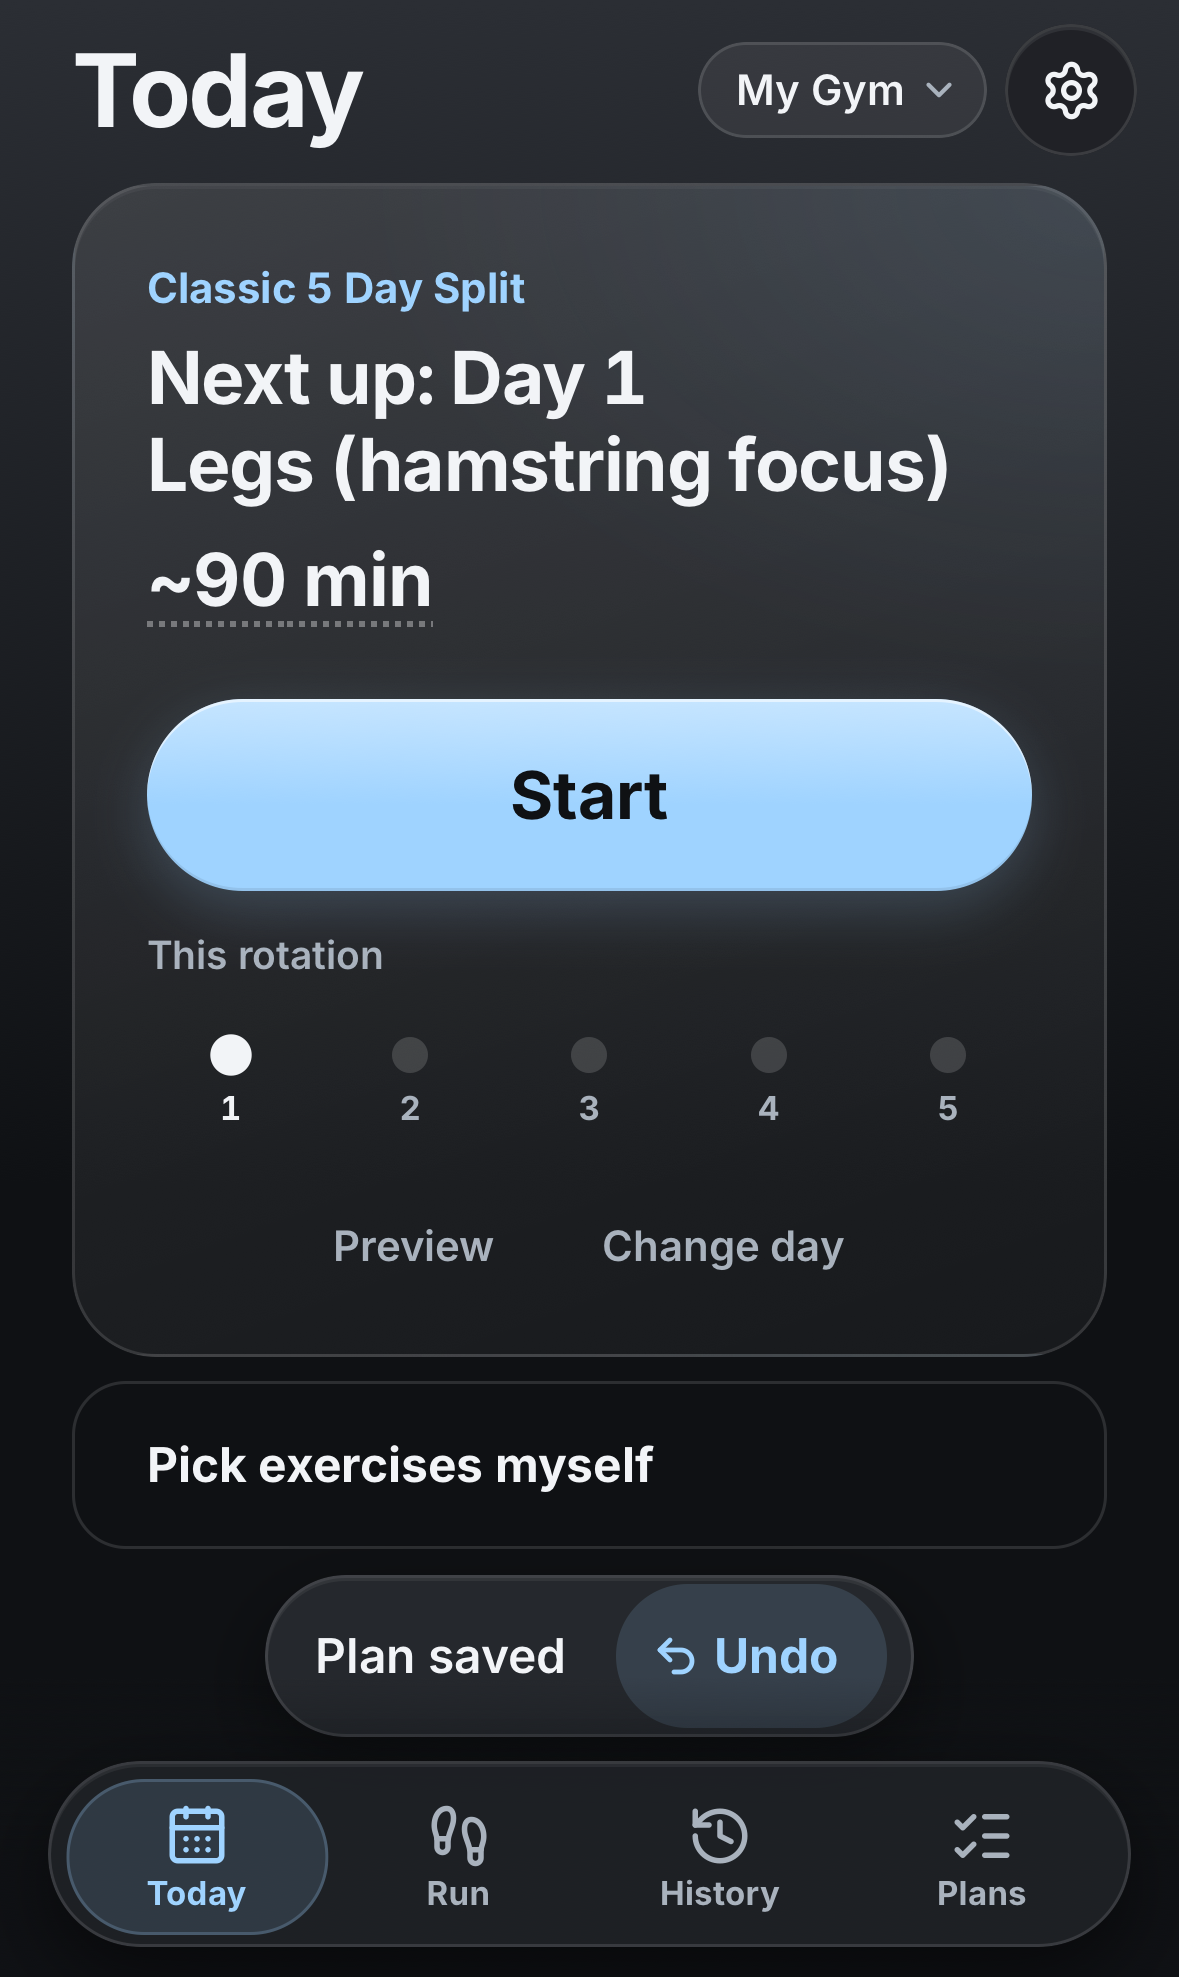 Today
My Gym
Classic 5 Day Split
Next up: Day 1
Legs (hamstring focus)
~90 min
Start
This rotation
1 2 3 4 5
Preview Change day
Pick exercises myself
Plan saved Undo
Today Run History Plans